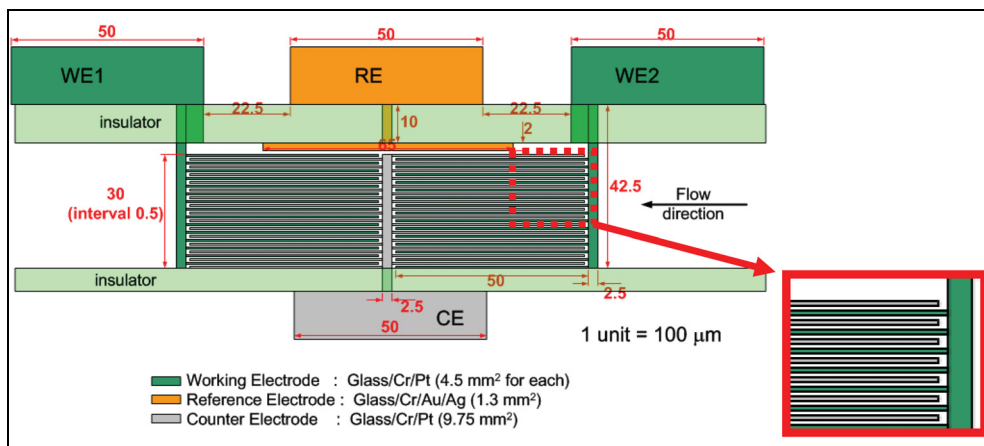 50
50
50
WE1
RE
WE2
22.5
22.5
insulator
10
2
65
30
(interval 0.5)
42.5
Flow
direction
insulator
50
2.5
2.5
CE
50
1 unit = 100 μm
Working Electrode : Glass/Cr/Pt (4.5 mm² for each)
Reference Electrode : Glass/Cr/Au/Ag (1.3 mm²)
Counter Electrode : Glass/Cr/Pt (9.75 mm²)